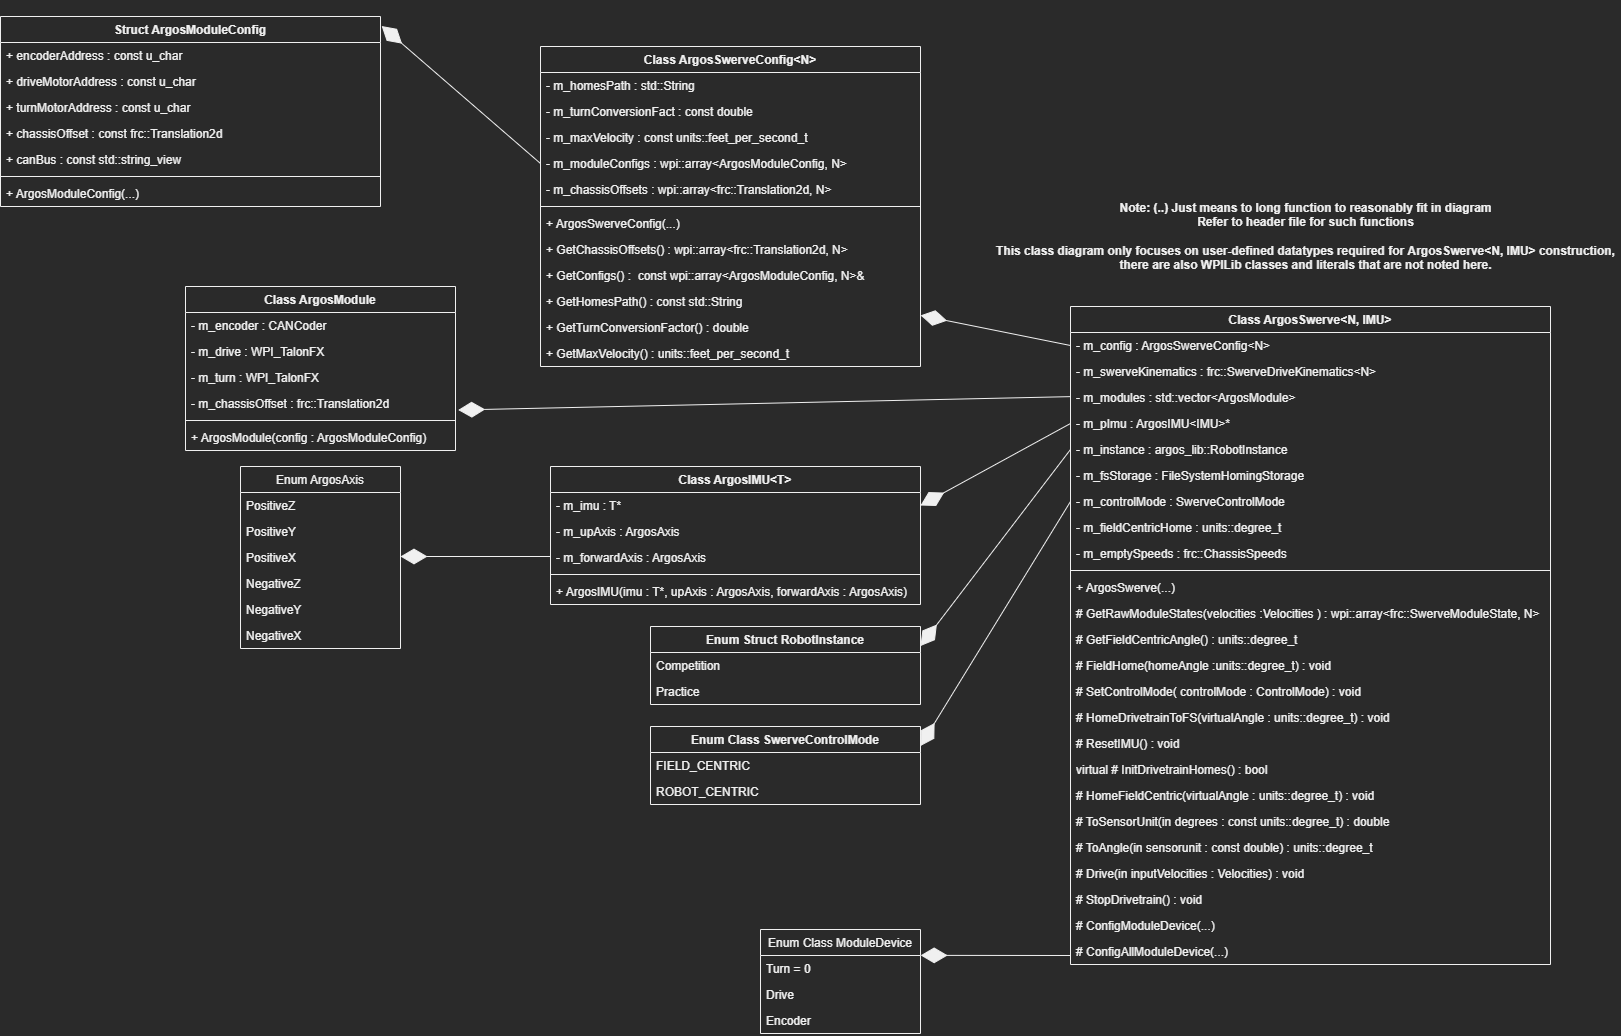 Struct ArgosModuleConfig
+ encoderAddress : const u_char
+ driveMotorAddress : const u_char
+ turnMotorAddress : const u_char
+ chassisOffset : const frc::Translation2d
+ canBus : const std::string_view
+ ArgosModuleConfig(...)
Class ArgosSwerveConfig<N>
- m_homesPath : std::String
- m_turnConversionFact : const double
- m_maxVelocity : const units::feet_per_second_t
- m_moduleConfigs : wpi::array<ArgosModuleConfig, N>
- m_chassisOffsets : wpi::array<frc::Translation2d, N>
+ ArgosSwerveConfig(...)
+ GetChassisOffsets() : wpi::array<frc::Translation2d, N>
+ GetConfigs() :  const wpi::array<ArgosModuleConfig, N>&
+ GetHomesPath() : const std::String
+ GetTurnConversionFactor() : double
+ GetMaxVelocity() : units::feet_per_second_t
Note: (..) Just means to long function to reasonably fit in diagram
Refer to header file for such functions
This class diagram only focuses on user-defined datatypes required for ArgosSwerve<N, IMU> construction,
there are also WPILib classes and literals that are not noted here.
Class ArgosModule
- m_encoder : CANCoder
- m_drive : WPI_TalonFX
- m_turn : WPI_TalonFX
- m_chassisOffset : frc::Translation2d
+ ArgosModule(config : ArgosModuleConfig)
Enum ArgosAxis
PositiveZ
PositiveY
PositiveX
NegativeZ
NegativeY
NegativeX
Class ArgosIMU<T>
- m_imu : T*
- m_upAxis : ArgosAxis
- m_forwardAxis : ArgosAxis
+ ArgosIMU(imu : T*, upAxis : ArgosAxis, forwardAxis : ArgosAxis)
Enum Struct RobotInstance
Competition
Practice
Enum Class SwerveControlMode
FIELD_CENTRIC
ROBOT_CENTRIC
Enum Class ModuleDevice
Turn = 0
Drive
Encoder
Class ArgosSwerve<N, IMU>
- m_config : ArgosSwerveConfig<N>
- m_swerveKinematics : frc::SwerveDriveKinematics<N>
- m_modules : std::vector<ArgosModule>
- m_pImu : ArgosIMU<IMU>*
- m_instance : argos_lib::RobotInstance
- m_fsStorage : FileSystemHomingStorage
- m_controlMode : SwerveControlMode
- m_fieldCentricHome : units::degree_t
- m_emptySpeeds : frc::ChassisSpeeds
+ ArgosSwerve(...)
# GetRawModuleStates(velocities :Velocities ) : wpi::array<frc::SwerveModuleState, N>
# GetFieldCentricAngle() : units::degree_t
# FieldHome(homeAngle :units::degree_t) : void
# SetControlMode( controlMode : ControlMode) : void
# HomeDrivetrainToFS(virtualAngle : units::degree_t) : void
# ResetIMU() : void
virtual # InitDrivetrainHomes() : bool
# HomeFieldCentric(virtualAngle : units::degree_t) : void
# ToSensorUnit(in degrees : const units::degree_t) : double
# ToAngle(in sensorunit : const double) : units::degree_t
# Drive(in inputVelocities : Velocities) : void
# StopDrivetrain() : void
# ConfigModuleDevice(...)
# ConfigAllModuleDevice(...)